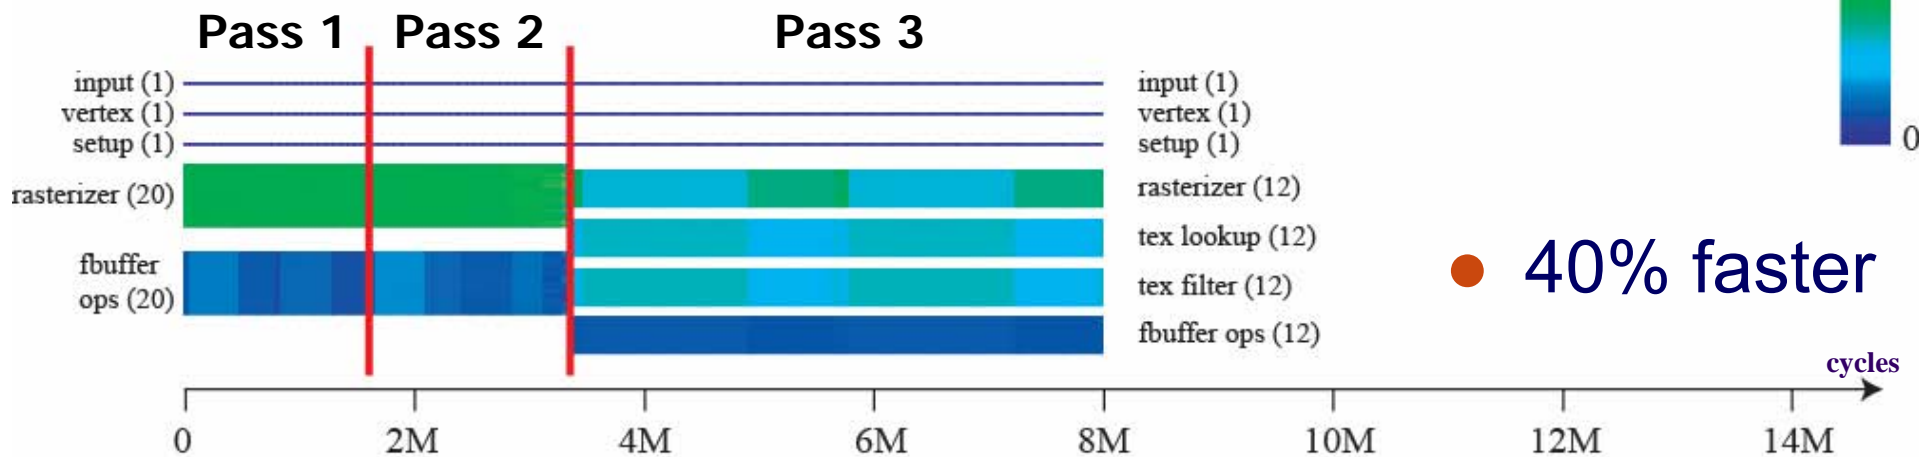 Pass 1 Pass 2 Pass 3
input (1)
vertex (1)
setup (1)
rasterizer (20)
fbuffer
ops (20)
input (1)
vertex (1)
setup (1)
rasterizer (12)
tex lookup (12)
tex filter (12)
fbuffer ops (12)
0
• 40% faster
cycles
0 2M 4M 6M 8M 10M 12M 14M